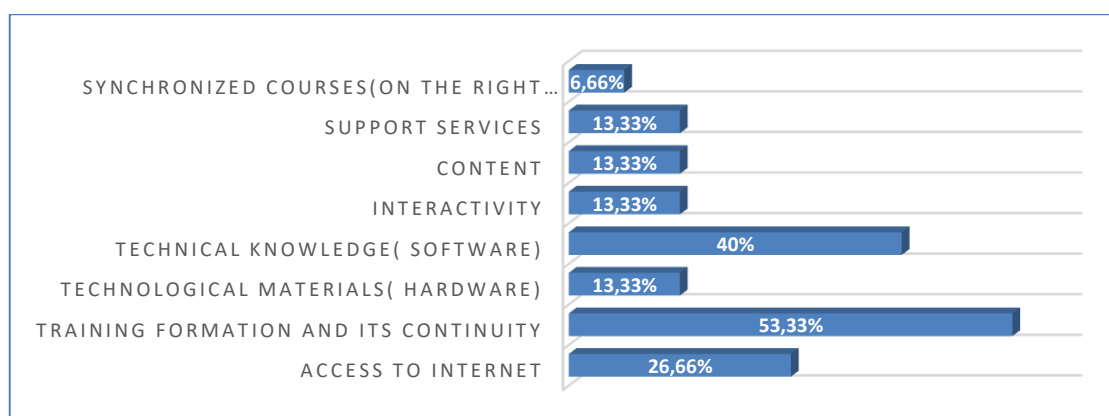 SYNCHRONIZED COURSES(ON THE RIGHT… 6,66%
SUPPORT SERVICES 13,33%
CONTENT 13,33%
INTERACTIVITY 13,33%
TECHNICAL KNOWLEDGE( SOFTWARE) 40%
TECHNOLOGICAL MATERIALS( HARDWARE) 13,33%
TRAINING FORMATION AND ITS CONTINUITY 53,33%
ACCESS TO INTERNET 26,66%